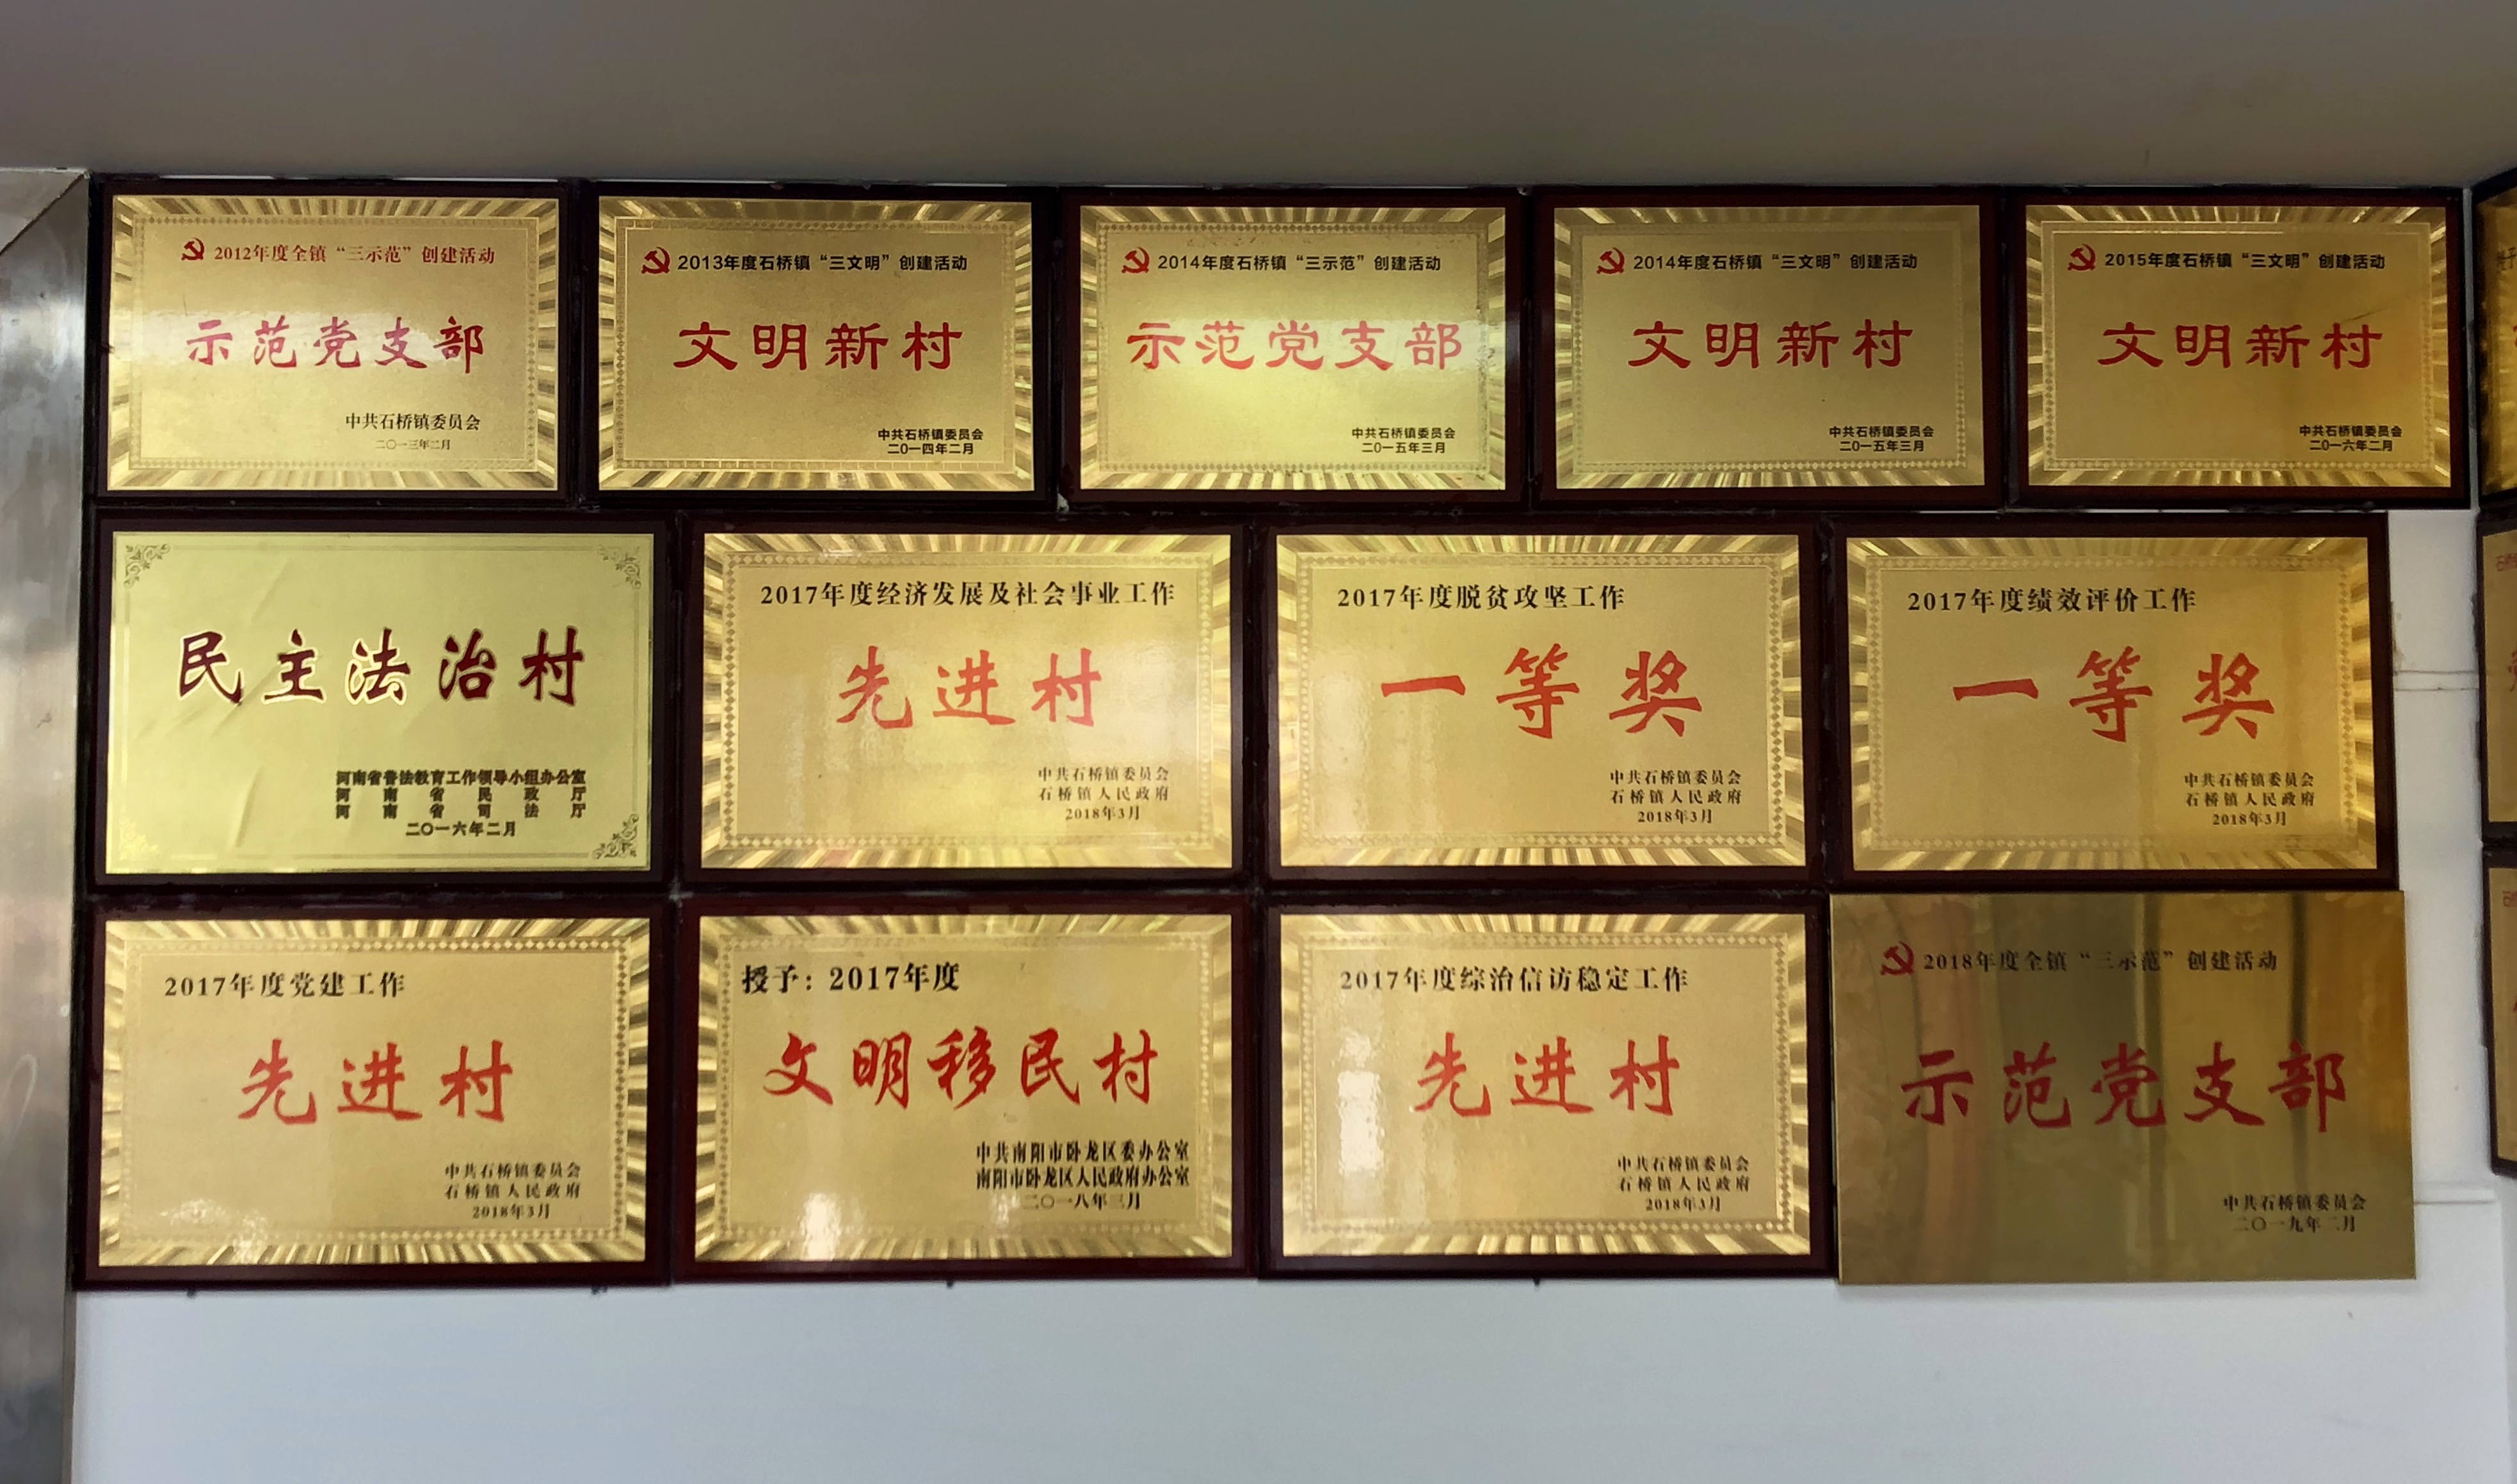 2012年度全镇“三示范”创建活动
示范党支部
中共石桥镇委员会
二〇一三年二月
2013年度石桥镇“三文明”创建活动
文明新村
中共石桥镇委员会
二0一四年二月
2014年度石桥镇“三示范”创建活动
示范党支部
中共石桥镇委员会
二0一五年三月
2014年度石桥镇“三文明”创建活动
文明新村
中共石桥镇委员会
二0一五年三月
2015年度石桥镇“三文明”创建活动
文明新村
中共石桥镇委员会
二0一六年二月
民主法治村
河南省普法教育工作领导小组办公室
河南省民政厅
河南省司法厅
二〇一六年二月
2017年度经济发展及社会事业工作
先进村
中共石桥镇委员会
石桥镇人民政府
2018年3月
2017年度脱贫攻坚工作
一等奖
中共石桥镇委员会
石桥镇人民政府
2018年3月
2017年度绩效评价工作
一等奖
中共石桥镇委员会
石桥镇人民政府
2018年3月
2017年度党建工作
先进村
中共石桥镇委员会
石桥镇人民政府
2018年3月
授予：2017年度
文明移民村
中共南阳市卧龙区委办公室
南阳市卧龙区人民政府办公室
二〇一八年三月
2017年度综治信访稳定工作
先进村
中共石桥镇委员会
石桥镇人民政府
2018年3月
2018年度全镇“三示范”创建活动
示范党支部
中共石桥镇委员会
二〇一九年二月